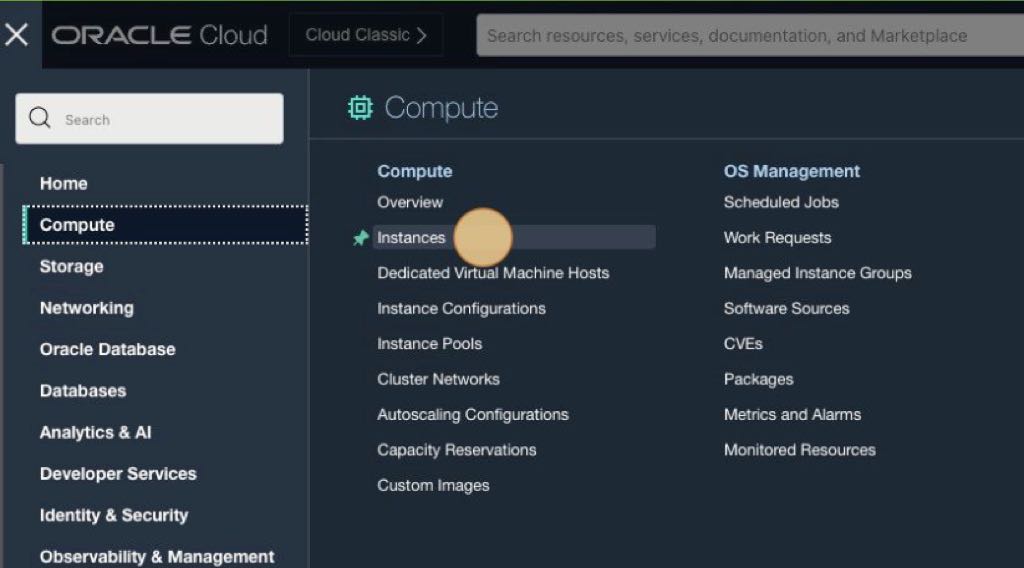 ORACLE Cloud
Cloud Classic
Search resources, services, documentation, and Marketplace
Search
Home
Compute
Storage
Networking
Oracle Database
Databases
Analytics & AI
Developer Services
Identity & Security
Observability & Management
Compute
Compute
Overview
Instances
Dedicated Virtual Machine Hosts
Instance Configurations
Instance Pools
Cluster Networks
Autoscaling Configurations
Capacity Reservations
Custom Images
OS Management
Scheduled Jobs
Work Requests
Managed Instance Groups
Software Sources
CVEs
Packages
Metrics and Alarms
Monitored Resources